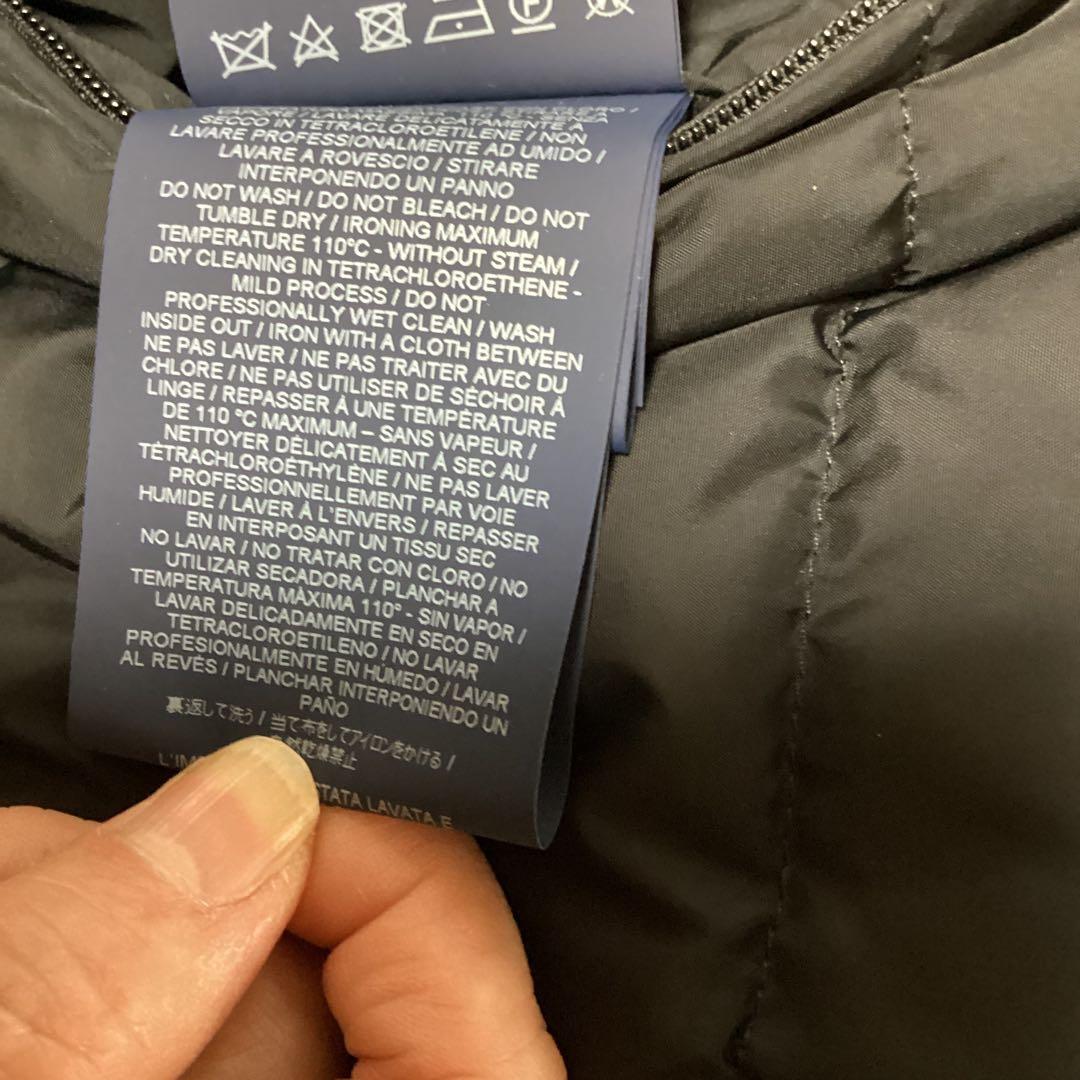 SECCO IN TETRACLOROETILENE / NON
LAVARE PROFESSIONALMENTE AD UMIDO /
LAVARE A ROVESCIO / STIRARE
INTERPONENDO UN PANNO
DO NOT WASH / DO NOT BLEACH / DO NOT
TUMBLE DRY / IRONING MAXIMUM
TEMPERATURE 110°C - WITHOUT STEAM /
DRY CLEANING IN TETRACHLOROETHENE -
MILD PROCESS / DO NOT
PROFESSIONALLY WET CLEAN / WASH
INSIDE OUT / IRON WITH A CLOTH BETWEEN
NE PAS LAVER / NE PAS TRAITER AVEC DU
CHLORE / NE PAS UTILISER DE SÉCHOIR À
LINGE / REPASSER À UNE TEMPÉRATURE
DE 110 °C MAXIMUM – SANS VAPEUR /
NETTOYER DÉLICATEMENT À SEC AU
TÉTRACHLOROÉTHYLÈNE / NE PAS LAVER
PROFESSIONNELLEMENT PAR VOIE
HUMIDE / LAVER À L'ENVERS / REPASSER
EN INTERPOSANT UN TISSU SEC
NO LAVAR / NO TRATAR CON CLORO / NO
UTILIZAR SECADORA / PLANCHAR A
TEMPERATURA MÁXIMA 110° - SIN VAPOR /
LAVAR DELICADAMENTE EN SECO EN
TETRACLOROETILENO / NO LAVAR
PROFESIONALMENTE EN HÚMEDO / LAVAR
AL REVÉS / PLANCHAR INTERPONIENDO UN
PAÑO
裏返して洗う / 当て布をしてアイロンをかける /
然乾燥禁止
LAVATA E